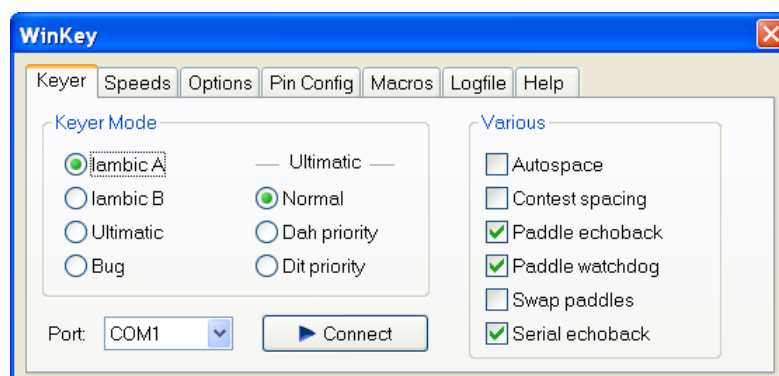 WinKey
Keyer Speeds Options Pin Config Macros Logfile Help
Keyer Mode
Iambic A
Iambic B
Ultimatic
Bug
Ultimatic
Normal
Dah priority
Dit priority
Various
Autospace
Contest spacing
Paddle echoback
Paddle watchdog
Swap paddles
Serial echoback
Port: COM1 Connect